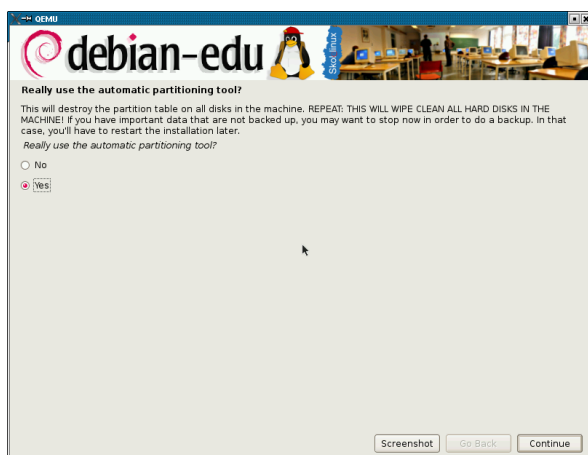 QEMU
debian-edu
Skolelinux
Really use the automatic partitioning tool?
This will destroy the partition table on all disks in the machine. REPEAT: THIS WILL WIPE CLEAN ALL HARD DISKS IN THE
MACHINE! If you have important data that are not backed up, you may want to stop now in order to do a backup. In that
case, you'll have to restart the installation later.
Really use the automatic partitioning tool?
No
Yes
Screenshot
Go Back
Continue